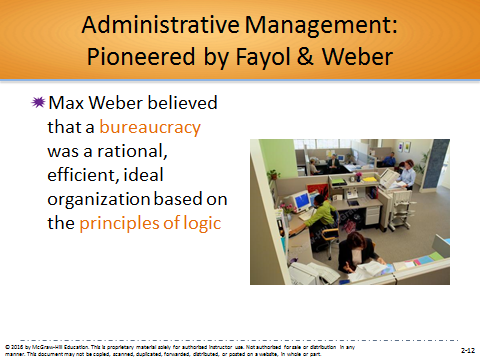 Administrative Management:
Pioneered by Fayol & Weber
Max Weber believed
that a bureaucracy
was a rational,
efficient, ideal
organization based on
the principles of logic
© 2016 by McGraw-Hill Education. This is proprietary material solely for authorized instructor use. Not authorized for sale or distribution in any
manner. This document may not be copied, scanned, duplicated, forwarded, distributed, or posted on a website, in whole or part.
2-12